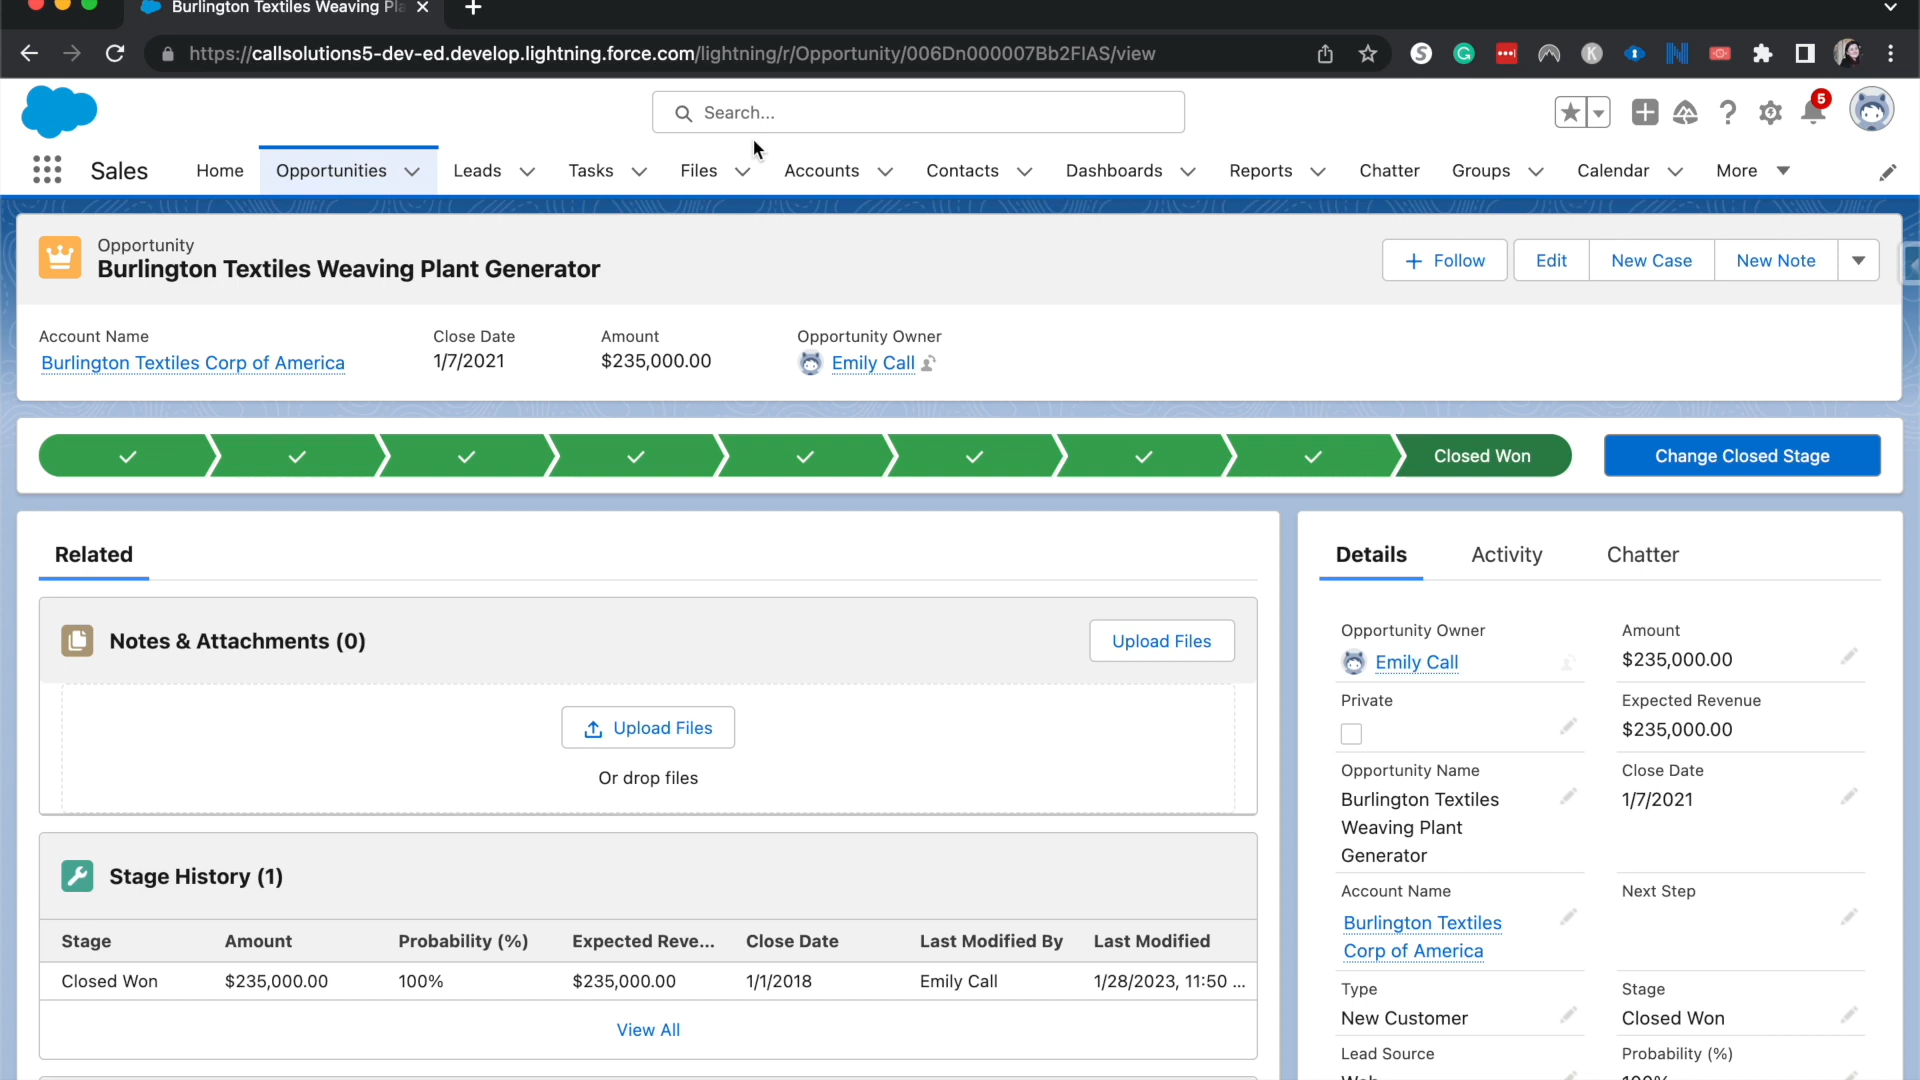 Burlington Textiles Weaving Pla
https://callsolutions5-dev-ed.develop.lightning.force.com/lightning/r/Opportunity/006Dn000007Bb2FIAS/view
Search...
5
Sales
Home
Opportunities
Leads
Tasks
Files
Accounts
Contacts
Dashboards
Reports
Chatter
Groups
Calendar
More
Opportunity
Burlington Textiles Weaving Plant Generator
Follow
Edit
New Case
New Note
Account Name
Close Date
Amount
Opportunity Owner
Burlington Textiles Corp of America
1/7/2021
$235,000.00
Emily Call
Closed Won
Change Closed Stage
Related
Notes & Attachments (0)
Upload Files
Upload Files
Or drop files
Stage History (1)
Stage
Amount
Probability (%)
Expected Reve...
Close Date
Last Modified By
Last Modified
Closed Won
$235,000.00
100%
$235,000.00
1/1/2018
Emily Call
1/28/2023, 11:50 ...
View All
Details
Activity
Chatter
Opportunity Owner
Emily Call
Amount
$235,000.00
Private
Expected Revenue
$235,000.00
Opportunity Name
Burlington Textiles
Weaving Plant
Generator
Close Date
1/7/2021
Account Name
Burlington Textiles
Corp of America
Next Step
Type
New Customer
Stage
Closed Won
Lead Source
Probability (%)